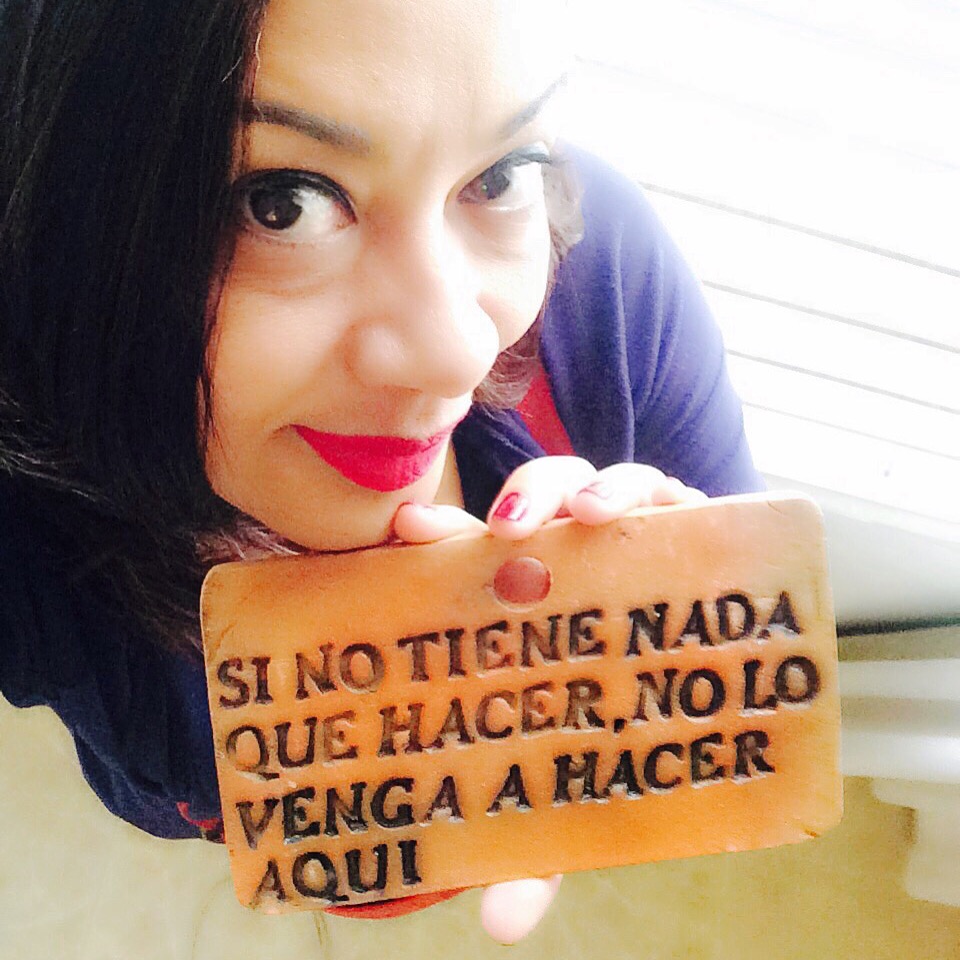 SI NO TIENE NADA
QUE HACER, NO LO
VENGA A HACER
AQUI